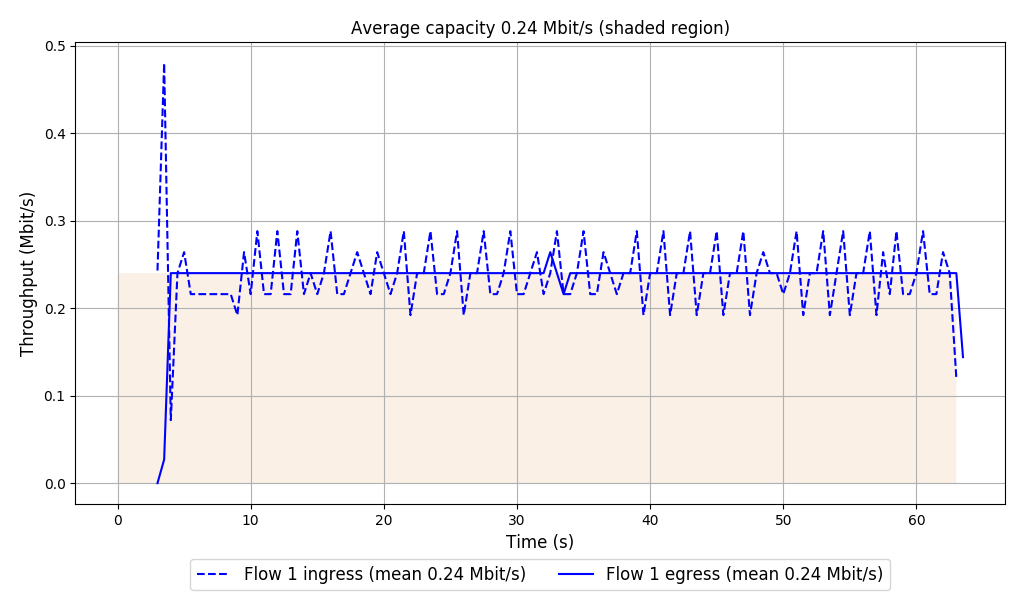 Average capacity 0.24 Mbit/s (shaded region)
Throughput (Mbit/s)
0.5
0.4
0.3
0.2
0.1
0.0
0 10 20 30 40 50 60
Time (s)
Flow 1 ingress (mean 0.24 Mbit/s) Flow 1 egress (mean 0.24 Mbit/s)